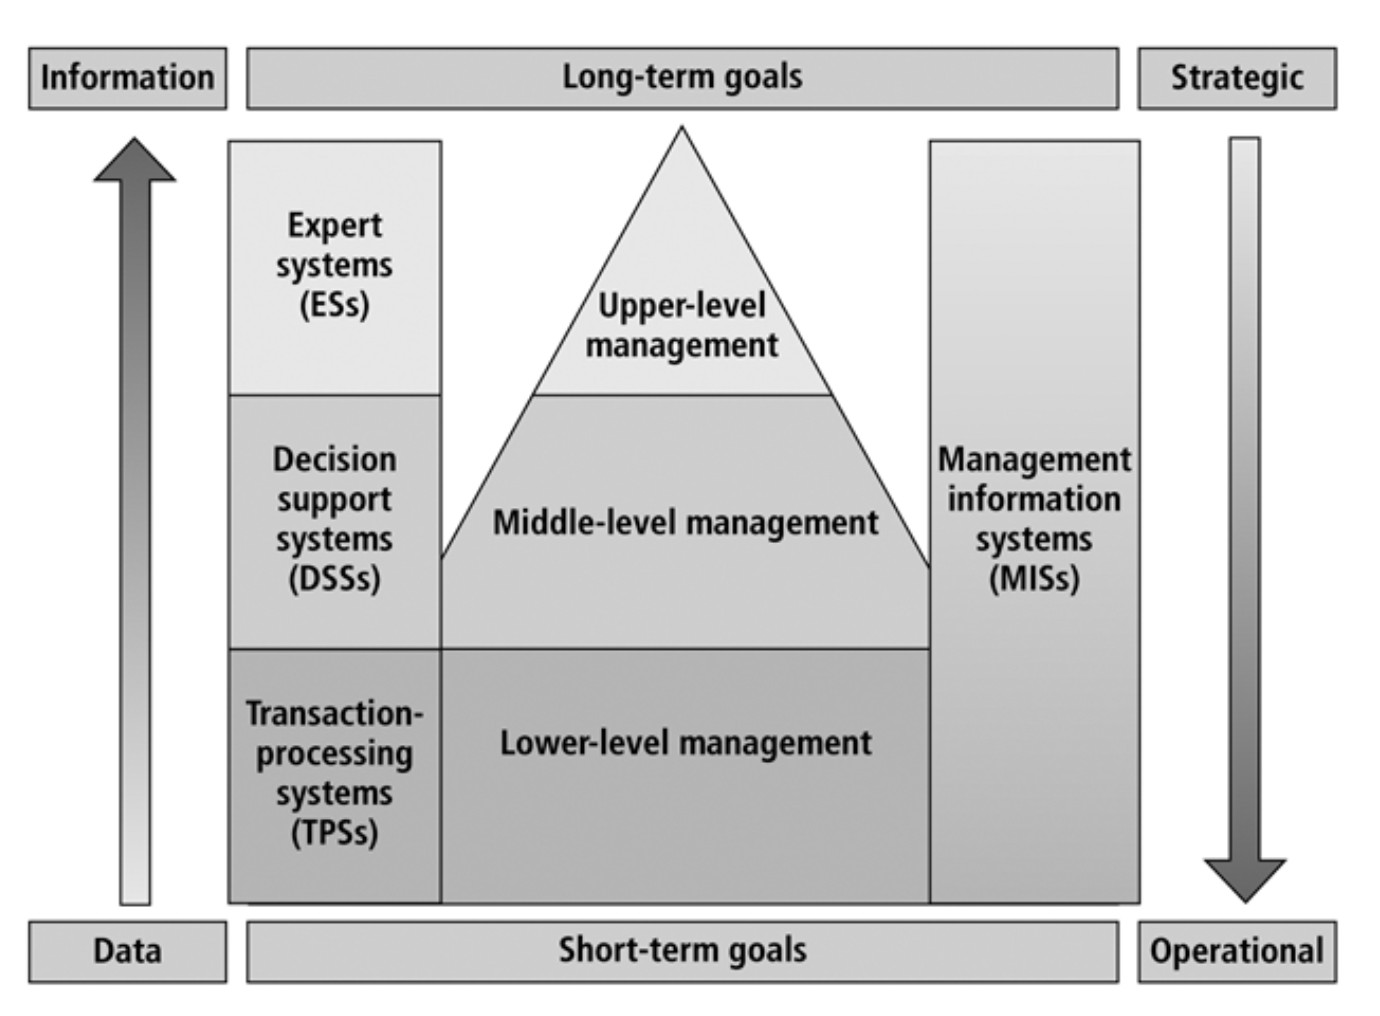 Information
Long-term goals
Strategic
Expert
systems
(ESs)
Upper-level
management
Decision
support
systems
(DSSs)
Middle-level management
Management
information
systems
(MISs)
Transaction-
processing
systems
(TPSs)
Lower-level management
Data
Short-term goals
Operational